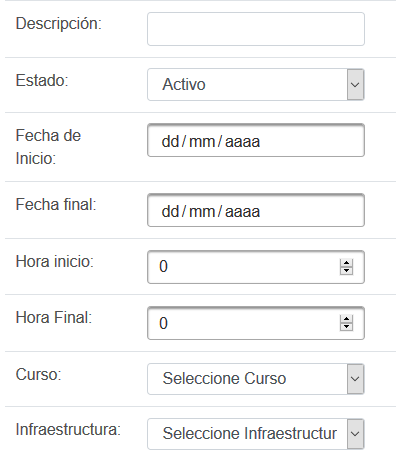 Descripción:
Estado: Activo
Fecha de
Inicio: dd/mm/aaaa
Fecha final: dd/mm/aaaa
Hora inicio: 0
Hora Final: 0
Curso: Seleccione Curso
Infraestructura: Seleccione Infraestructur